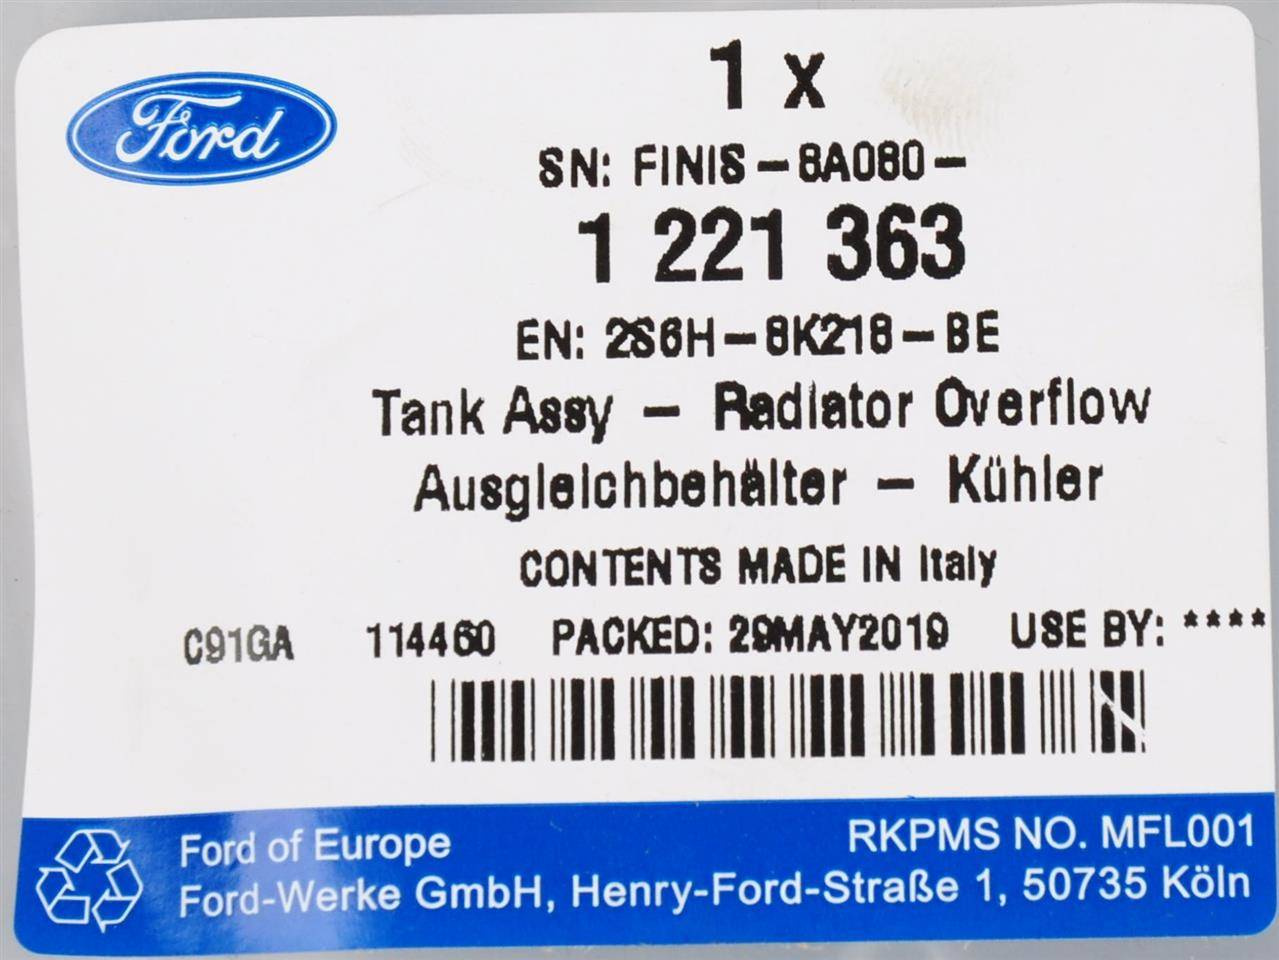 Ford
1 x
SN: FINIS-8A080-
1 221 363
EN: 2S6H-8K218-BE
Tank Assy - Radiator Overflow
Ausgleichbehälter - Kühler
CONTENTS MADE IN Italy
C91GA 114460 PACKED: 29MAY2019 USE BY: ****
Ford of Europe RKPMS NO. MFL001
Ford-Werke GmbH, Henry-Ford-Straße 1, 50735 Köln